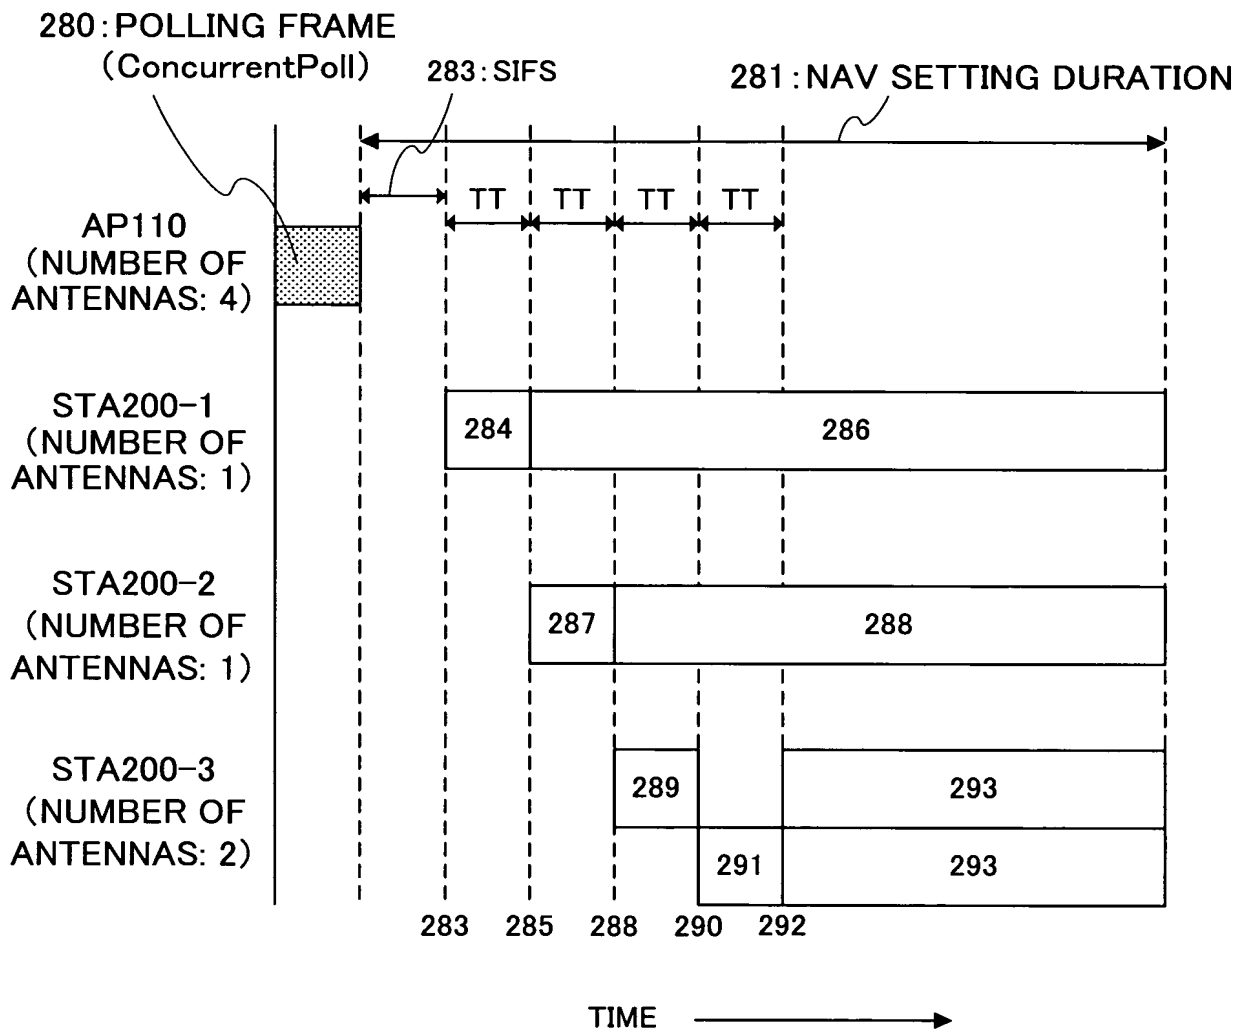 280:POLLING FRAME
(ConcurrentPoll)
283:SIFS
281:NAV SETTING DURATION
TT TT TT TT
AP110
(NUMBER OF
ANTENNAS: 4)
STA200-1
(NUMBER OF
ANTENNAS: 1)
284
286
STA200-2
(NUMBER OF
ANTENNAS: 1)
287
288
STA200-3
(NUMBER OF
ANTENNAS: 2)
289
293
291
293
283 285 288 290 292
TIME